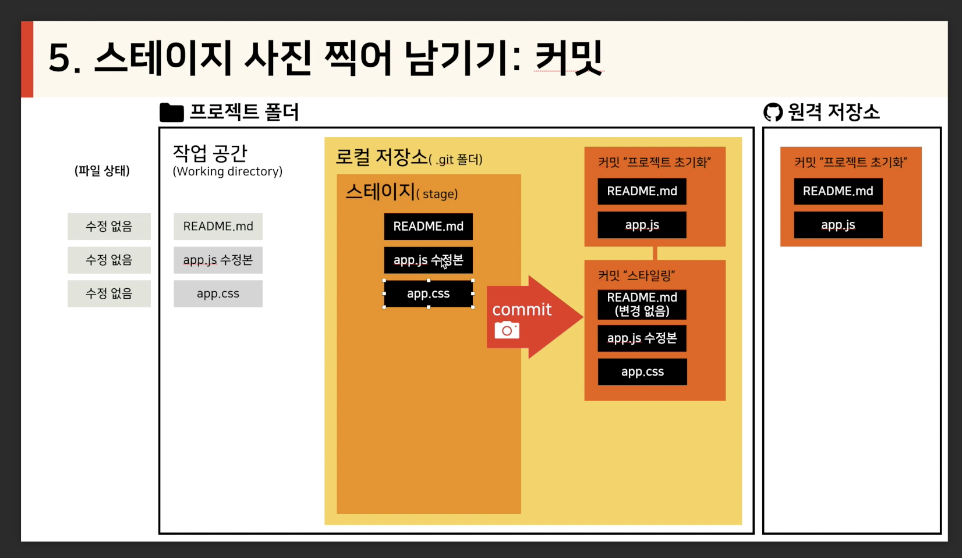 5. 스테이지 사진 찍어 남기기: 커밋
프로젝트 폴더
원격 저장소
(파일 상태)
작업 공간
(Working directory)
로컬 저장소( .git 폴더)
스테이지( stage)
수정 없음
README.md
수정 없음
app.js 수정본
수정 없음
app.css
README.md
app.js 수정본
app.css
commit
커밋 “프로젝트 초기화”
README.md
app.js
커밋 “스타일링”
README.md
(변경 없음)
app.js 수정본
app.css
커밋 “프로젝트 초기화”
README.md
app.js